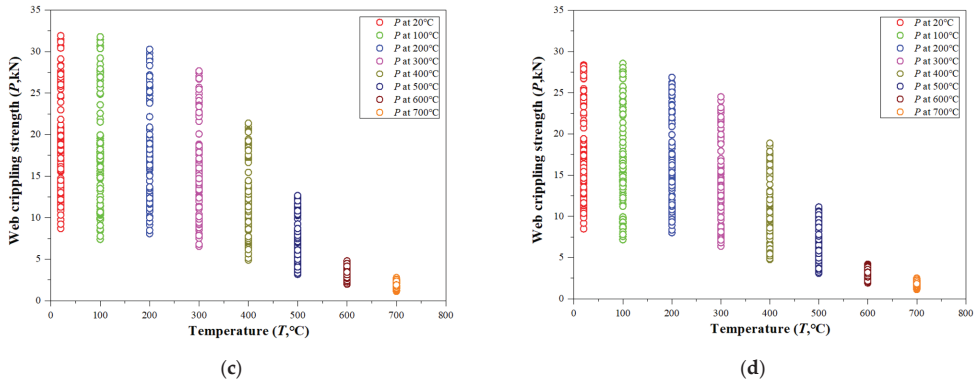 35
30
25
20
15
10
5
0
Web crippling strength (P,kN)
P at 20°C
P at 100°C
P at 200°C
P at 300°C
P at 400°C
P at 500°C
P at 600°C
P at 700°C
0 100 200 300 400 500 600 700 800
Temperature (T,°C)
(c)
35
30
25
20
15
10
5
0
Web crippling strength (P,kN)
P at 20°C
P at 100°C
P at 200°C
P at 300°C
P at 400°C
P at 500°C
P at 600°C
P at 700°C
0 100 200 300 400 500 600 700 800
Temperature (T,°C)
(d)